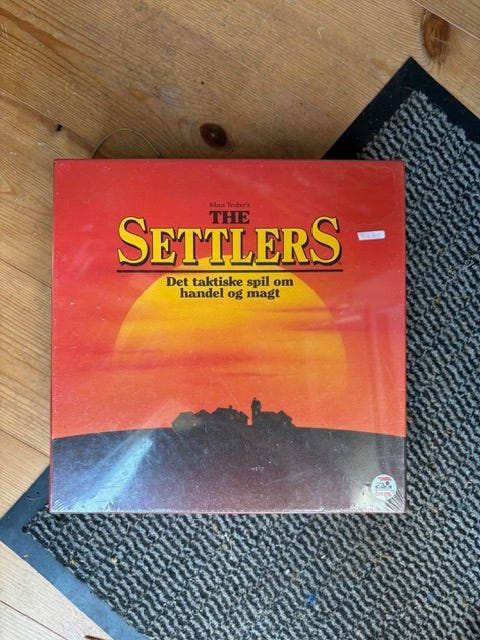 Klaus Teuber's
THE
SETTLERS
Det taktiske spil om
handel og magt